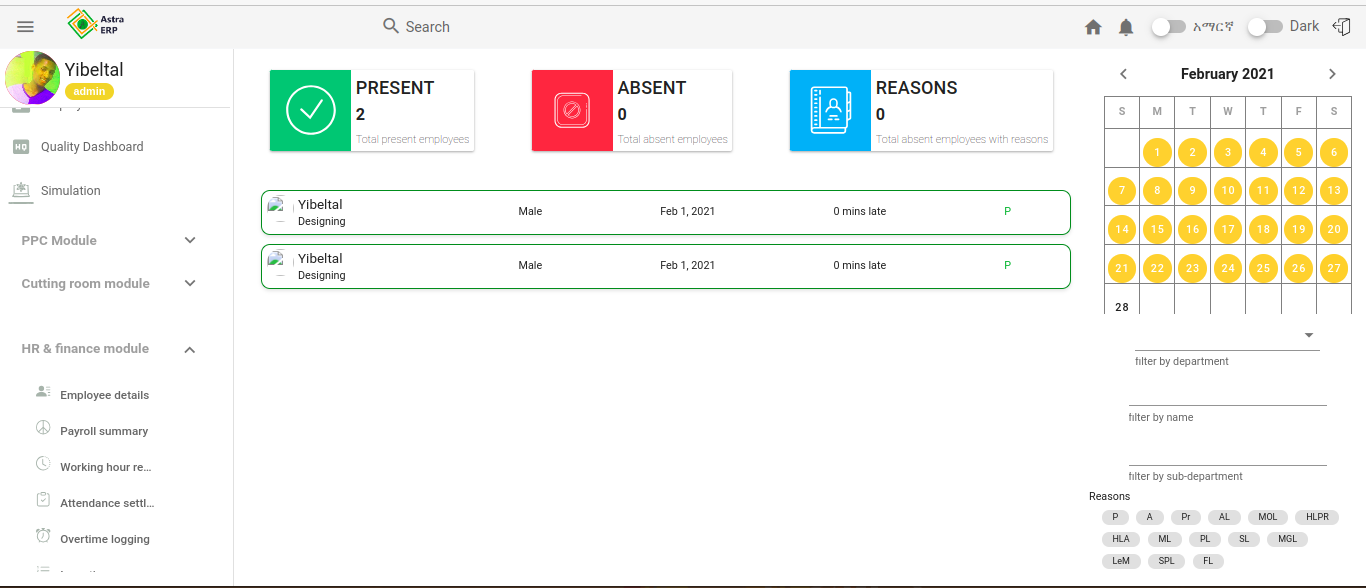 Astra
ERP
Search
አማርኛ
Dark
Yibeltal
admin
Quality Dashboard
Simulation
PPC Module
Cutting room module
HR & finance module
Employee details
Payroll summary
Working hour re...
Attendance settl...
Overtime logging
PRESENT
2
Total present employees
ABSENT
0
Total absent employees
REASONS
0
Total absent employees with reasons
Yibeltal
Designing
Male
Feb 1, 2021
0 mins late
P
Yibeltal
Designing
Male
Feb 1, 2021
0 mins late
P
February 2021
S M T W T F S
1 2 3 4 5 6
7 8 9 10 11 12 13
14 15 16 17 18 19 20
21 22 23 24 25 26 27
28
filter by department
filter by name
filter by sub-department
Reasons
P A Pr AL MOL HLPR
HLA ML PL SL MGL
LeM SPL FL